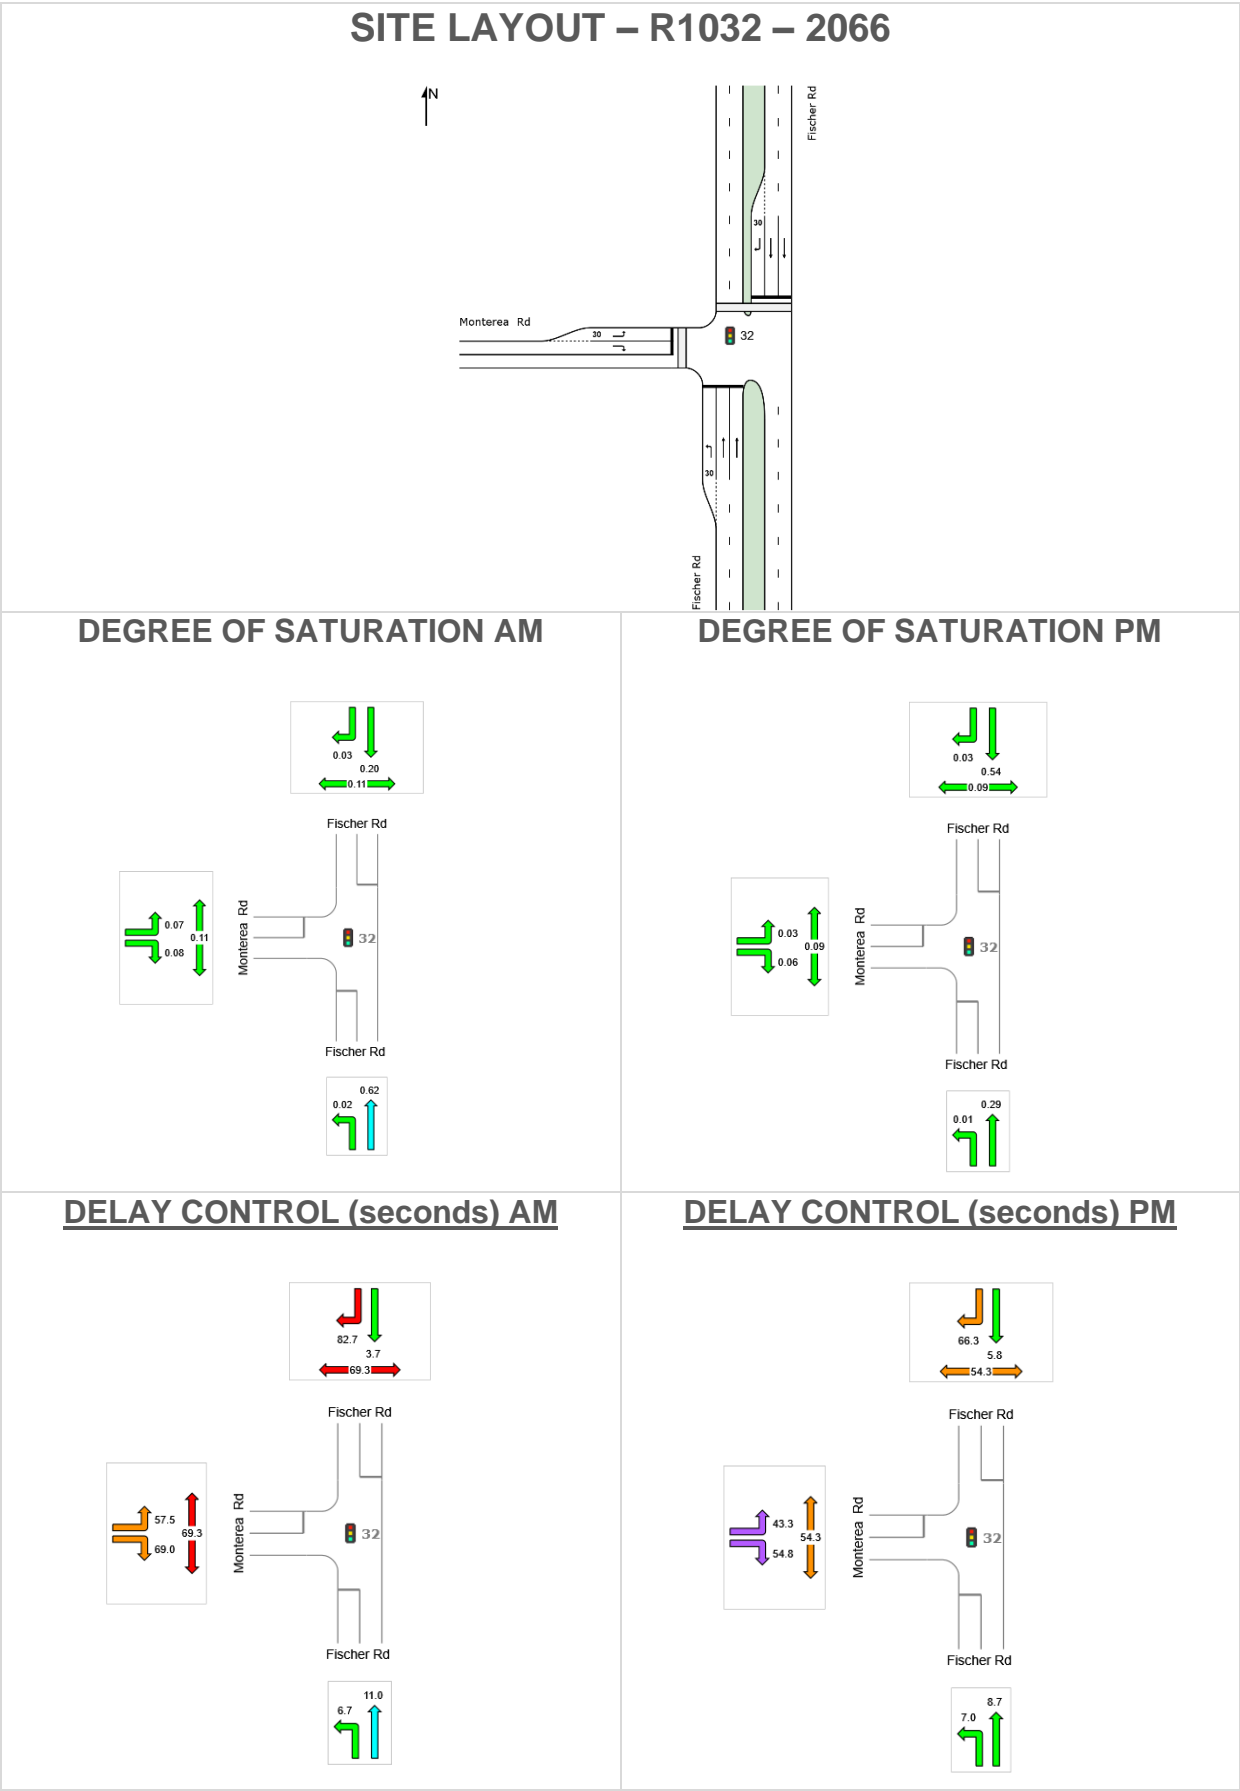 SITE LAYOUT – R1032 – 2066
N
Fischer Rd
30
Monterea Rd
30
32
30
Fischer Rd
DEGREE OF SATURATION AM
0.03
0.20
0.11
Fischer Rd
Monterea Rd
0.07
0.11
0.08
32
Fischer Rd
0.62
0.02
DEGREE OF SATURATION PM
0.03
0.54
0.09
Fischer Rd
Monterea Rd
0.03
0.09
0.06
32
Fischer Rd
0.29
0.01
DELAY CONTROL (seconds) AM
82.7
3.7
69.3
Fischer Rd
Monterea Rd
57.5
69.3
69.0
32
Fischer Rd
11.0
6.7
DELAY CONTROL (seconds) PM
66.3
5.8
54.3
Fischer Rd
Monterea Rd
43.3
54.3
54.8
32
Fischer Rd
8.7
7.0